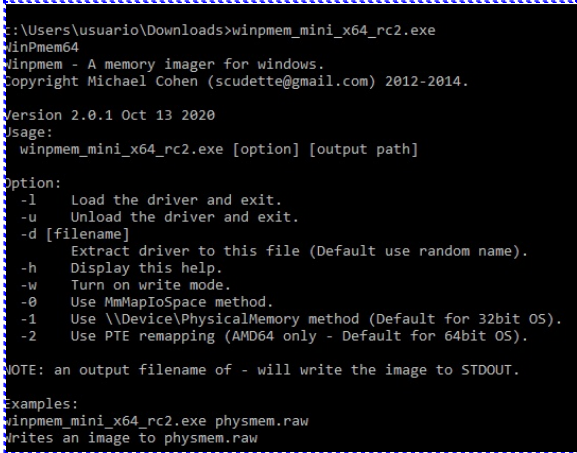 c:\Users\usuario\Downloads>winpmem_mini_x64_rc2.exe
WinPmem64
Winpmem - A memory imager for windows.
Copyright Michael Cohen (scudette@gmail.com) 2012-2014.
Version 2.0.1 Oct 13 2020
Usage:
winpmem_mini_x64_rc2.exe [option] [output path]
Option:
-l Load the driver and exit.
-u Unload the driver and exit.
-d [filename]
Extract driver to this file (Default use random name).
-h Display this help.
-w Turn on write mode.
-0 Use MmMapIoSpace method.
-1 Use \\Device\PhysicalMemory method (Default for 32bit OS).
-2 Use PTE remapping (AMD64 only - Default for 64bit OS).
NOTE: an output filename of - will write the image to STDOUT.
Examples:
winpmem_mini_x64_rc2.exe physmem.raw
Writes an image to physmem.raw